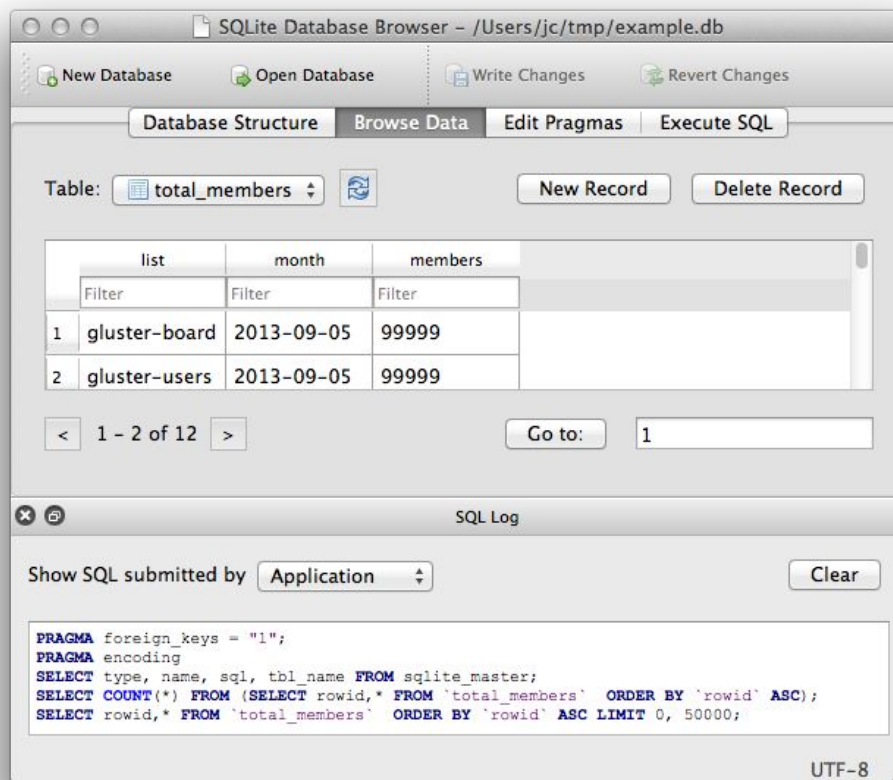 SQLite Database Browser – /Users/jc/tmp/example.db
New Database Open Database Write Changes Revert Changes
Database Structure Browse Data Edit Pragmas Execute SQL
Table: total_members New Record Delete Record
list month members
Filter Filter Filter
1 gluster-board 2013-09-05 99999
2 gluster-users 2013-09-05 99999
< 1 – 2 of 12 > Go to: 1
SQL Log
Show SQL submitted by Application Clear
PRAGMA foreign_keys = "1";
PRAGMA encoding
SELECT type, name, sql, tbl_name FROM sqlite_master;
SELECT COUNT(*) FROM (SELECT rowid,* FROM `total_members`  ORDER BY `rowid` ASC);
SELECT rowid,* FROM `total_members`  ORDER BY `rowid` ASC LIMIT 0, 50000;
UTF-8